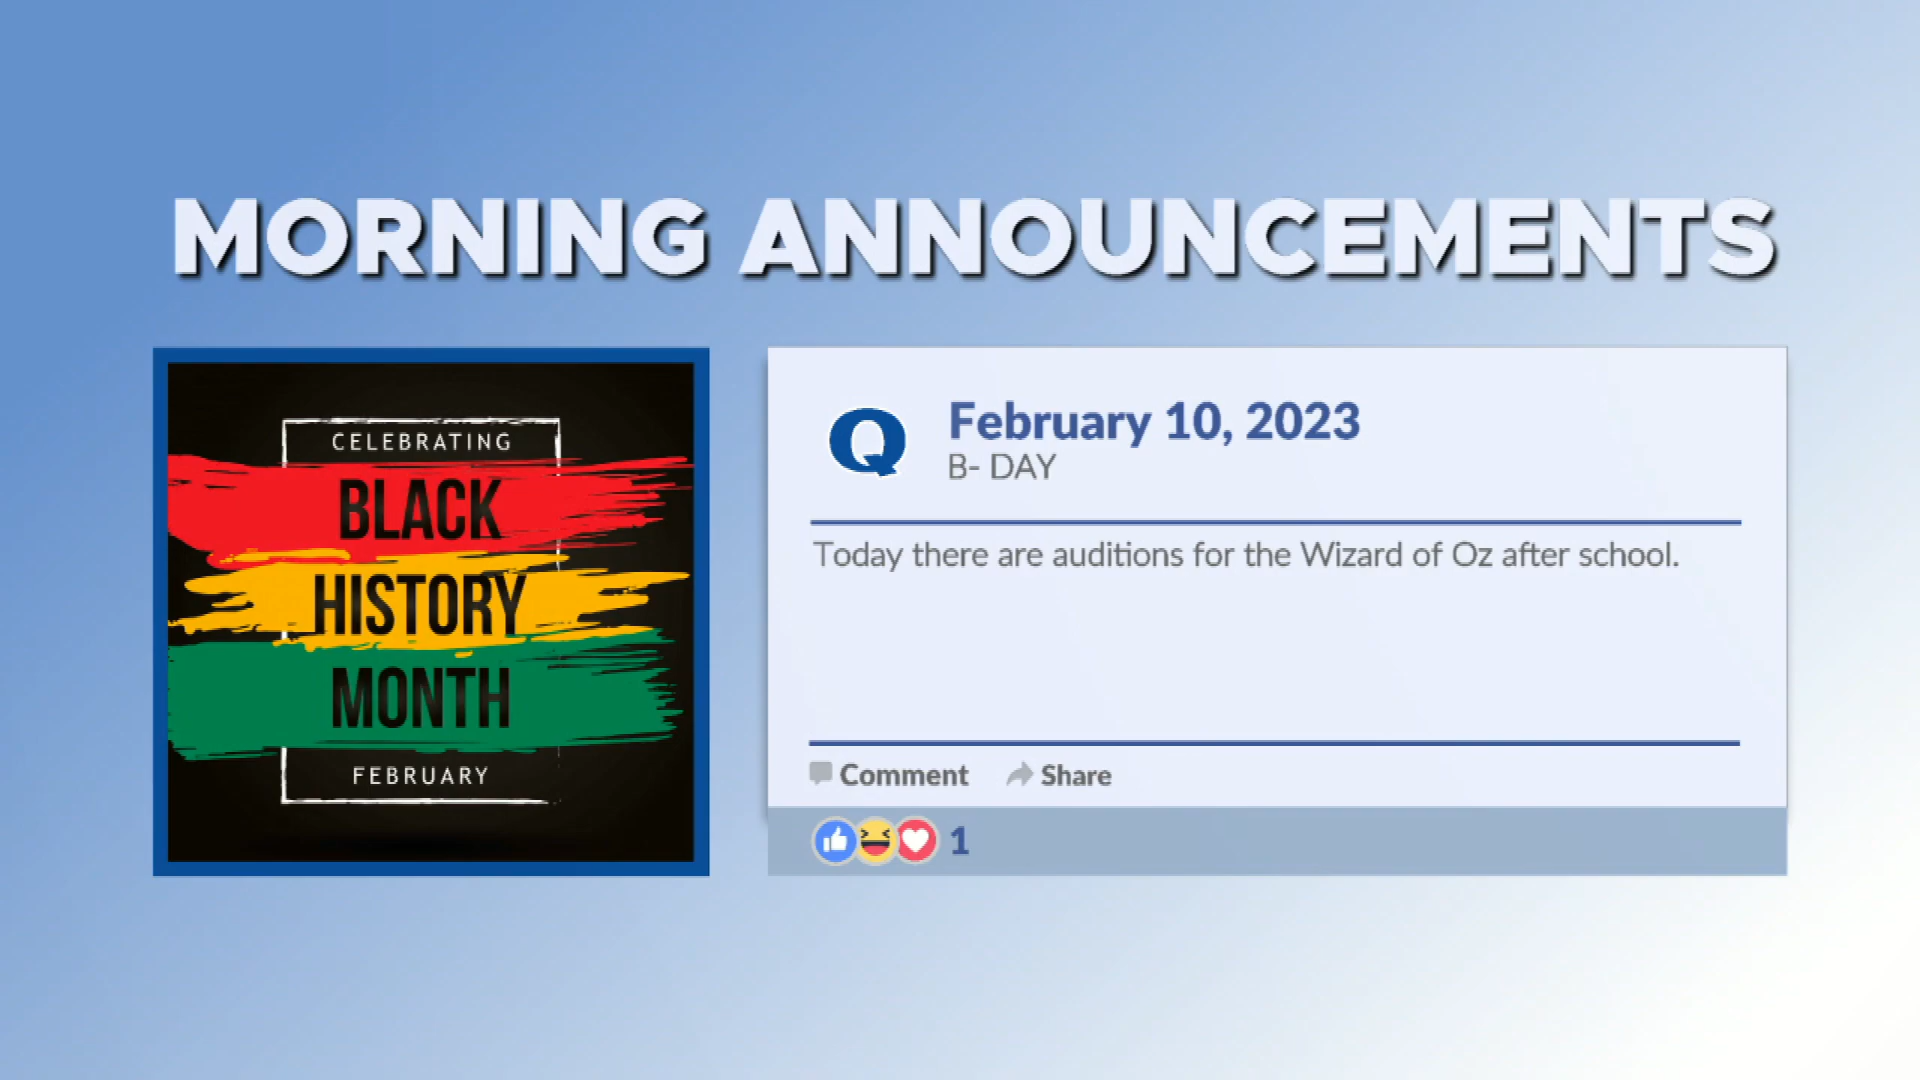 MORNING ANNOUNCEMENTS
CELEBRATING
BLACK
HISTORY
MONTH
FEBRUARY
Q
February 10, 2023
B- DAY
Today there are auditions for the Wizard of Oz after school.
Comment Share
1